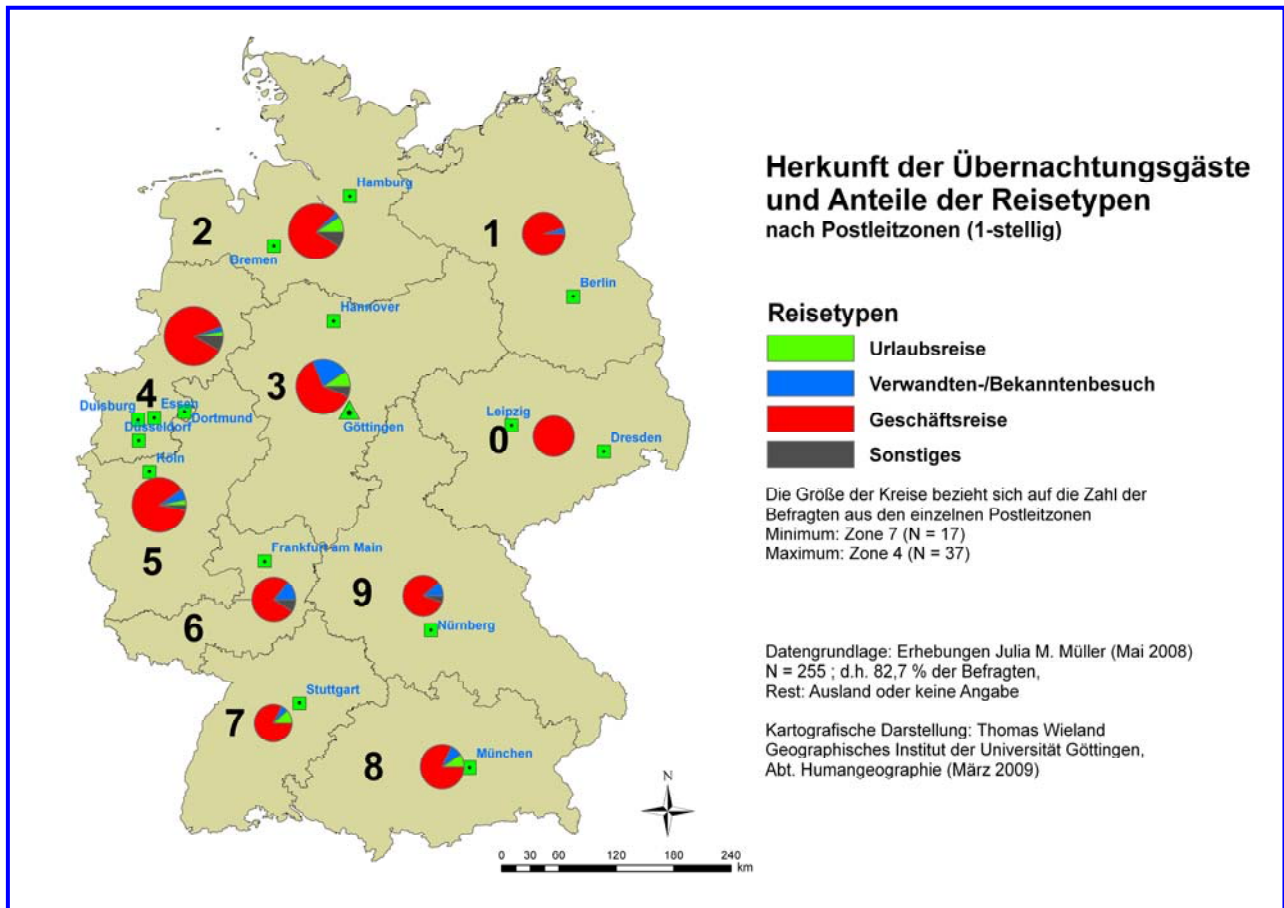 Herkunft der Übernachtungsgäste
und Anteile der Reisetypen
nach Postleitzonen (1-stellig)
Reisetypen
Urlaubsreise
Verwandten-/Bekanntenbesuch
Geschäftsreise
Sonstiges
Die Größe der Kreise bezieht sich auf die Zahl der
Befragten aus den einzelnen Postleitzonen
Minimum: Zone 7 (N = 17)
Maximum: Zone 4 (N = 37)
Datengrundlage: Erhebungen Julia M. Müller (Mai 2008)
N = 255 ; d.h. 82,7 % der Befragten,
Rest: Ausland oder keine Angabe
Kartografische Darstellung: Thomas Wieland
Geographisches Institut der Universität Göttingen,
Abt. Humangeographie (März 2009)
Hamburg
2
1
Bremen
Berlin
Hannover
3
4
Duisburg
Essen
Dortmund
Düsseldorf
Göttingen
Leipzig
0
Dresden
Köln
5
Frankfurt am Main
9
6
Nürnberg
Stuttgart
7
8
München
N
0 30 60 120 180 240
km